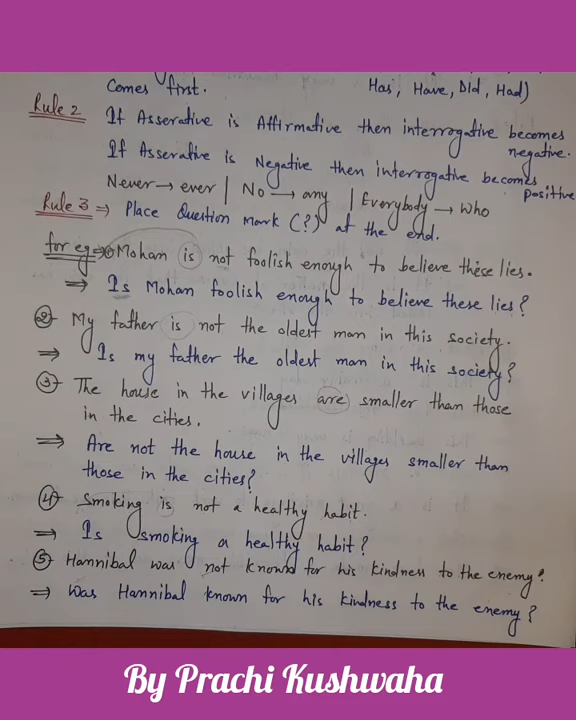 Comes first. Has, Have, Did, Had)
Rule 2 If Asserative is Affirmative then interrogative becomes
negative.
If Asserative is Negative then interrogative becomes
positive
Never → ever | No → any | Everybody → Who
Rule 3 ⇒ Place Question mark (?) at the end.
for eg → ① Mohan is not foolish enough to believe these lies.
⇒ Is Mohan foolish enough to believe these lies?
② My father is not the oldest man in this society.
⇒ Is my father the oldest man in this society?
③ The house in the villages are smaller than those
in the cities.
⇒ Are not the house in the villages smaller than
those in the cities?
④ Smoking is not a healthy habit.
⇒ Is smoking a healthy habit?
⑤ Hannibal was not known for his kindness to the enemy?
⇒ Was Hannibal known for his kindness to the enemy?
By Prachi Kushwaha